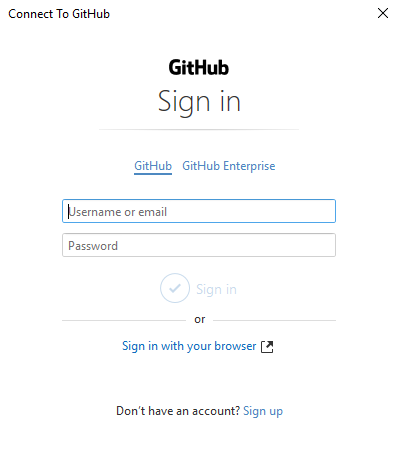 Connect To GitHub
GitHub
Sign in
GitHub GitHub Enterprise
Username or email
Password
Sign in
or
Sign in with your browser
Don't have an account? Sign up